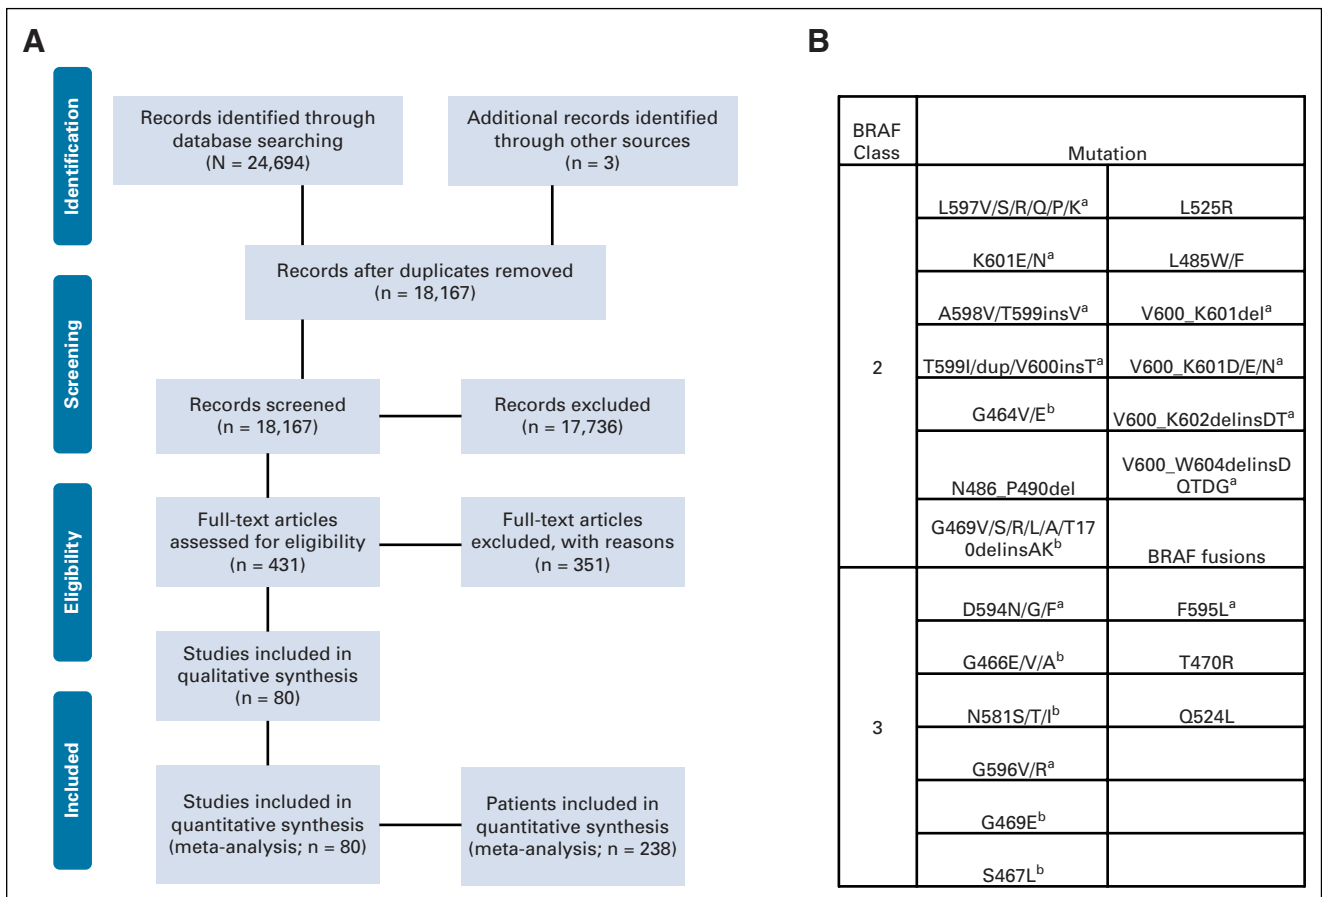 A
Identification
Records identified through
database searching
(N = 24,694)
Additional records identified
through other sources
(n = 3)
Records after duplicates removed
(n = 18,167)
Screening
Records screened
(n = 18,167)
Records excluded
(n = 17,736)
Eligibility
Full-text articles
assessed for eligibility
(n = 431)
Full-text articles
excluded, with reasons
(n = 351)
Studies included in
qualitative synthesis
(n = 80)
Included
Studies included in
quantitative synthesis
(meta-analysis; n = 80)
Patients included in
quantitative synthesis
(meta-analysis; n = 238)
B
BRAF
Class
Mutation
2
L597V/S/R/Q/P/Kᵃ
L525R
K601E/Nᵃ
L485W/F
A598V/T599insVᵃ
V600_K601delᵃ
T599I/dup/V600insTᵃ
V600_K601D/E/Nᵃ
G464V/Eᵇ
V600_K602delinsDTᵃ
N486_P490del
V600_W604delinsD
QTDGᵃ
G469V/S/R/L/A/T17
0delinsAKᵇ
BRAF fusions
3
D594N/G/Fᵃ
F595Lᵃ
G466E/V/Aᵇ
T470R
N581S/T/Iᵇ
Q524L
G596V/Rᵃ
G469Eᵇ
S467Lᵇ